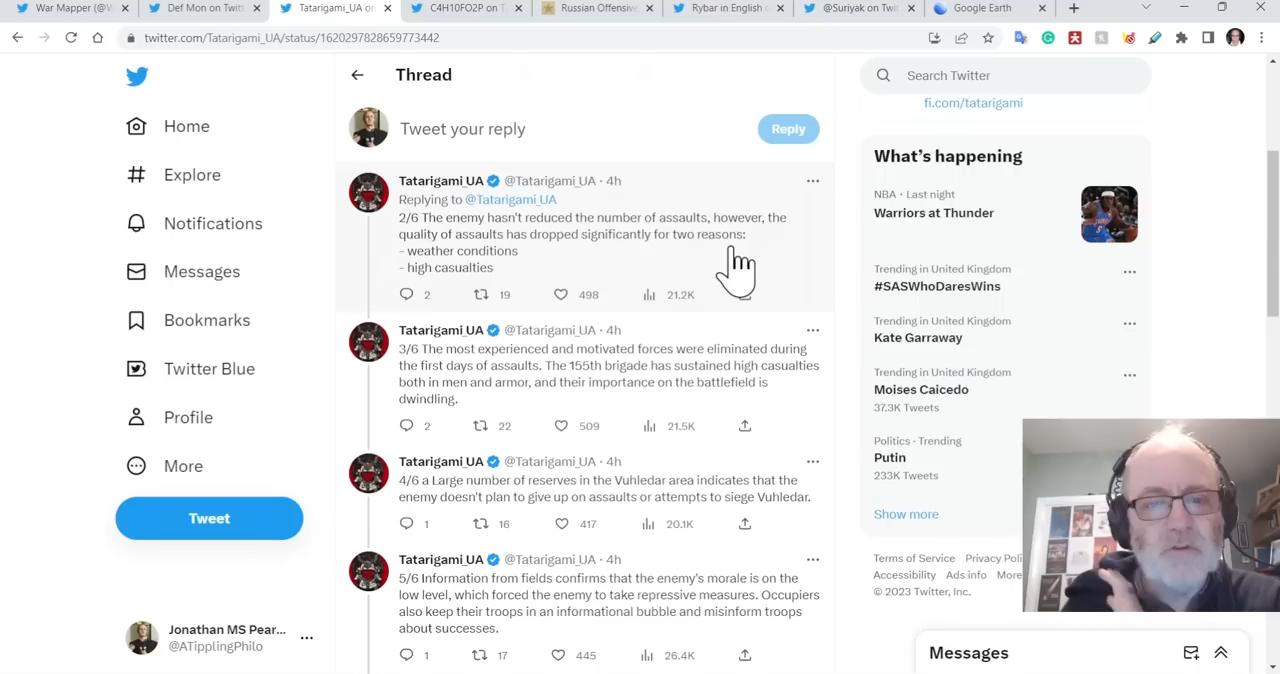 War Mapper (@W
Def Mon on Twitt
Tatarigami_UA on
C4H10FO2P on T
Russian Offensive
Rybar in English o
@Suriyak on Twit
Google Earth
twitter.com/Tatarigami_UA/status/1620297828659773442
Home
Explore
Notifications
Messages
Bookmarks
Twitter Blue
Profile
More
Tweet
Jonathan MS Pear...
@ATipplingPhilo
Thread
Tweet your reply
Reply
Tatarigami_UA @Tatarigami_UA · 4h
Replying to @Tatarigami_UA
2/6 The enemy hasn't reduced the number of assaults, however, the
quality of assaults has dropped significantly for two reasons:
- weather conditions
- high casualties
2 19 498 21.2K
Tatarigami_UA @Tatarigami_UA · 4h
3/6 The most experienced and motivated forces were eliminated during
the first days of assaults. The 155th brigade has sustained high casualties
both in men and armor, and their importance on the battlefield is
dwindling.
2 22 509 21.5K
Tatarigami_UA @Tatarigami_UA · 4h
4/6 a Large number of reserves in the Vuhledar area indicates that the
enemy doesn't plan to give up on assaults or attempts to siege Vuhledar.
1 16 417 20.1K
Tatarigami_UA @Tatarigami_UA · 4h
5/6 Information from fields confirms that the enemy's morale is on the
low level, which forced the enemy to take repressive measures. Occupiers
also keep their troops in an informational bubble and misinform troops
about successes.
1 17 445 26.4K
Search Twitter
fi.com/tatarigami
What's happening
NBA · Last night
Warriors at Thunder
Trending in United Kingdom
#SASWhoDaresWins
Trending in United Kingdom
Kate Garraway
Trending in United Kingdom
Moises Caicedo
37.3K Tweets
Politics · Trending
Putin
233K Tweets
Show more
Terms of Service Privacy Poli
Accessibility Ads info More
© 2023 Twitter, Inc.
Messages